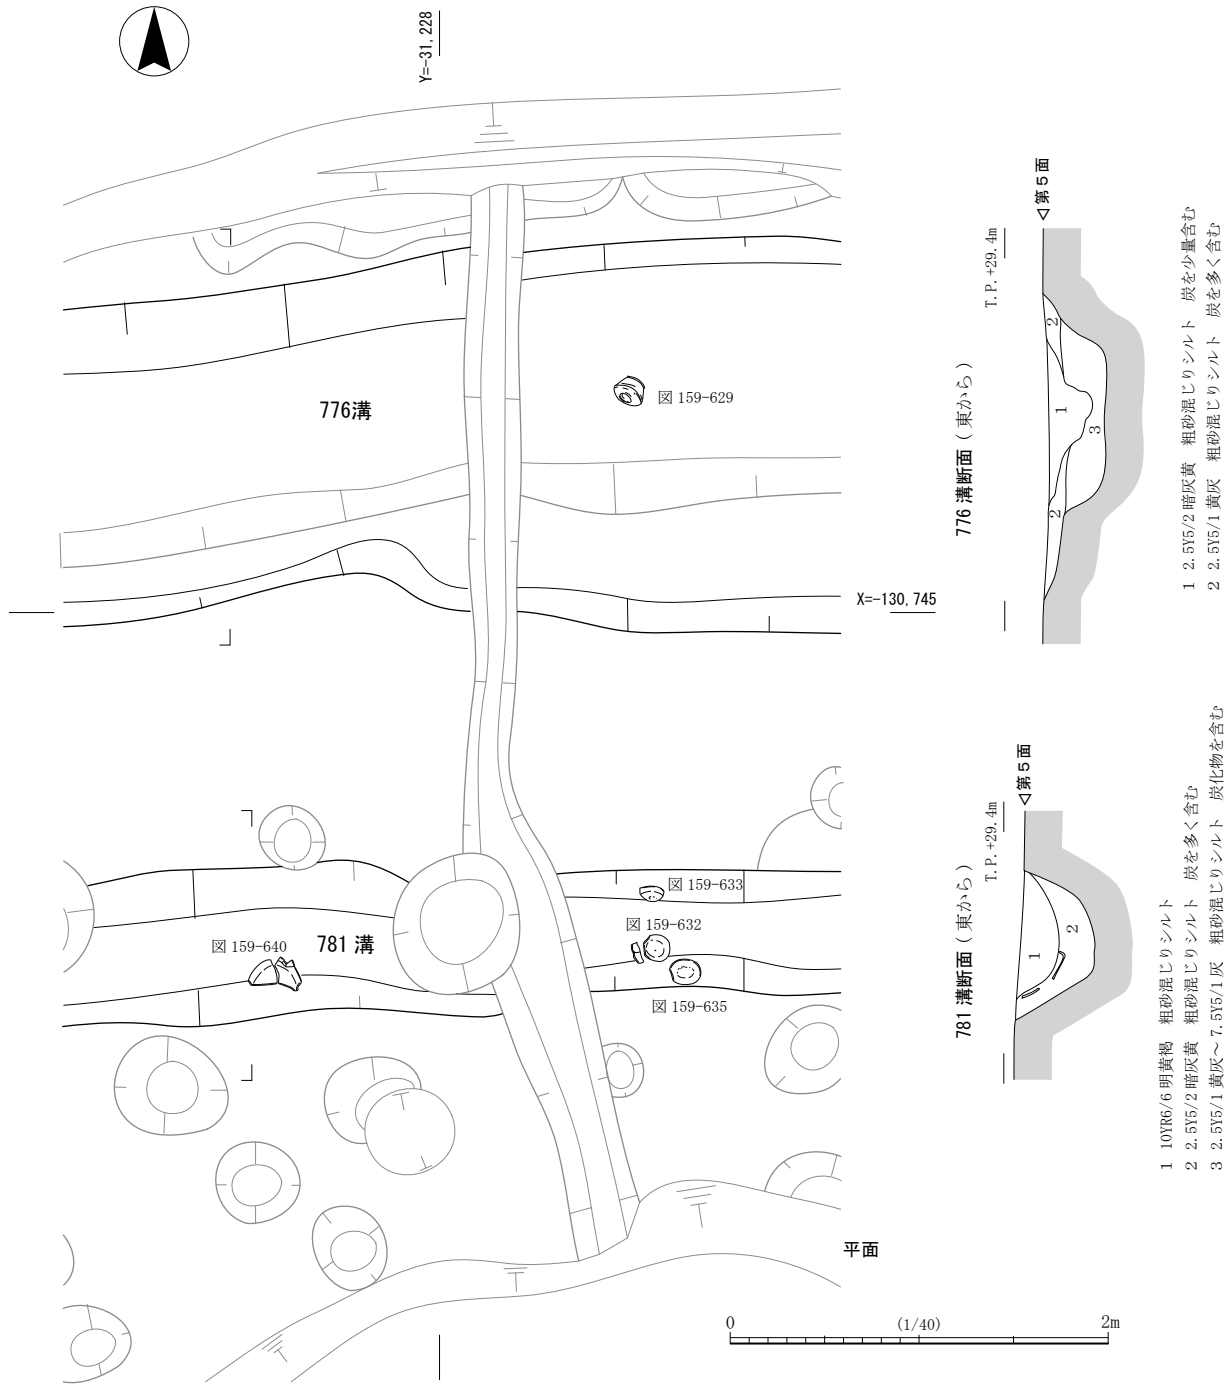 Y=-31,228
776溝
図 159-629
X=-130,745
図 159-633
図 159-632
図 159-640
781 溝
図 159-635
平面
0
(1/40)
2m
776 溝断面（東から）
T.P.+29.4m
◁第5面
1
2
2
3
1 2.5Y5/2 暗灰黄 粗砂混じりシルト 炭を少量含む
2 2.5Y5/1 黄灰 粗砂混じりシルト 炭を多く含む
781 溝断面（東から）
T.P.+29.4m
◁第5面
1
2
1 10YR6/6 明黄褐 粗砂混じりシルト
2 2.5Y5/2 暗灰黄 粗砂混じりシルト 炭を多く含む
3 2.5Y5/1 黄灰～7.5Y5/1 灰 粗砂混じりシルト 炭化物を含む